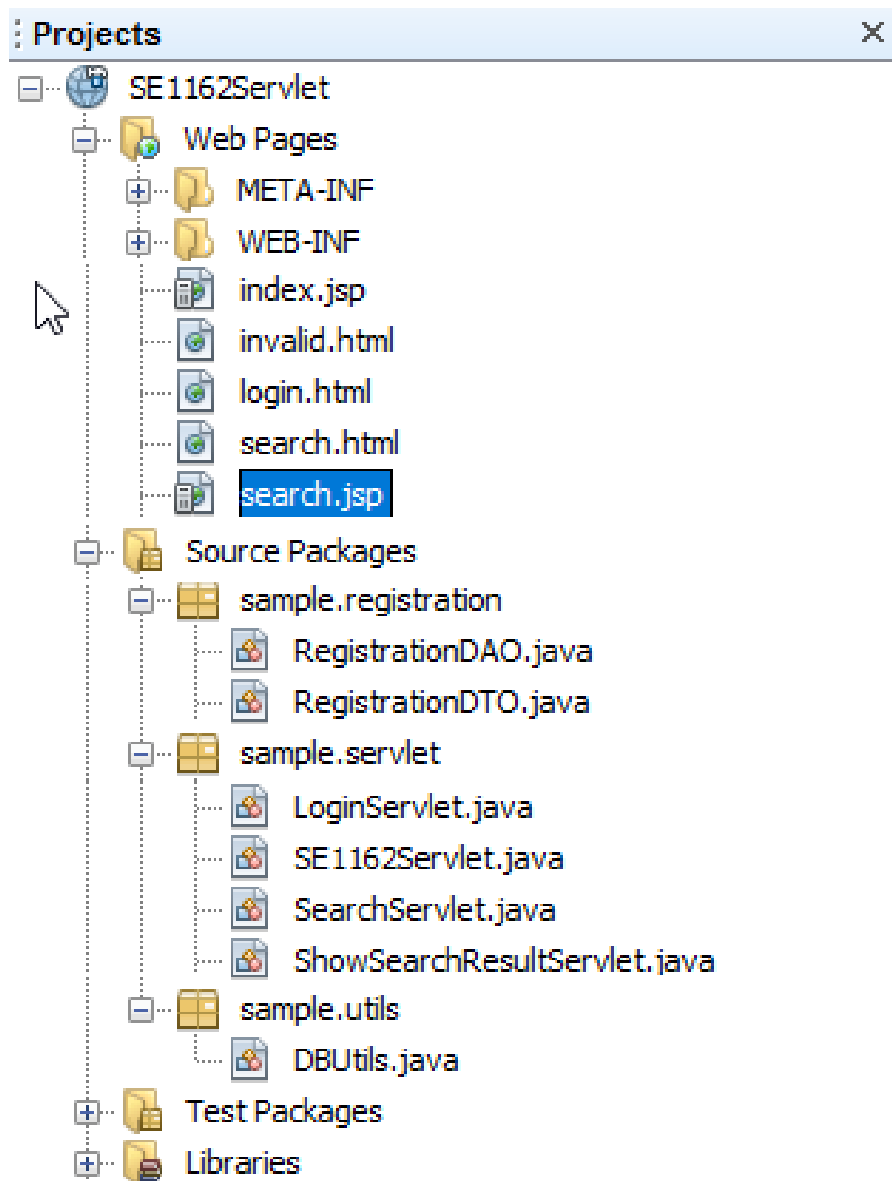 Projects
SE1162Servlet
Web Pages
META-INF
WEB-INF
index.jsp
invalid.html
login.html
search.html
search.jsp
Source Packages
sample.registration
RegistrationDAO.java
RegistrationDTO.java
sample.servlet
LoginServlet.java
SE1162Servlet.java
SearchServlet.java
ShowSearchResultServlet.java
sample.utils
DBUtils.java
Test Packages
Libraries